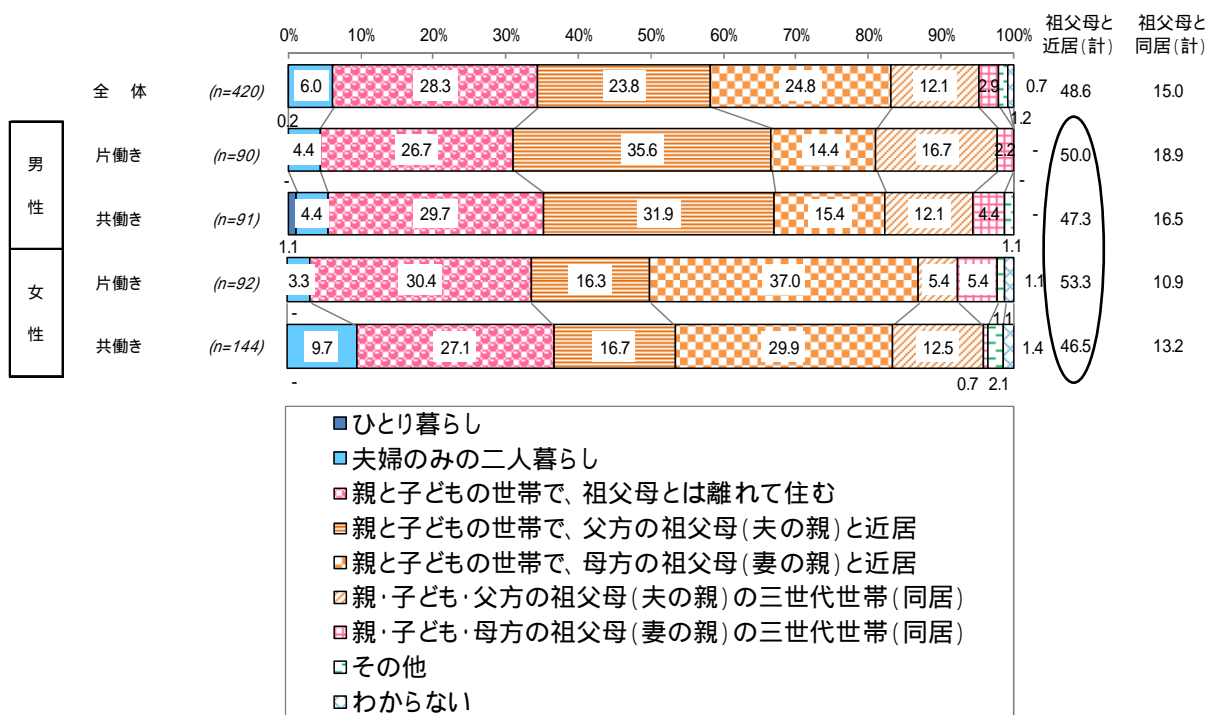 祖父母と 祖父母と
0% 10% 20% 30% 40% 50% 60% 70% 80% 90% 100% 近居(計) 同居(計)
全 体 (n=420) 6.0 28.3 23.8 24.8 12.1 2.9 0.7 48.6 15.0
0.2 1.2
男性
片働き (n=90) 4.4 26.7 35.6 14.4 16.7 2.2 - 50.0 18.9
- -
共働き (n=91) 4.4 29.7 31.9 15.4 12.1 4.4 - 47.3 16.5
1.1 1.1
女性
片働き (n=92) 3.3 30.4 16.3 37.0 5.4 5.4 1.1 53.3 10.9
- 1.1
共働き (n=144) 9.7 27.1 16.7 29.9 12.5 1.4 46.5 13.2
- 0.7 2.1
ひとり暮らし
夫婦のみの二人暮らし
親と子どもの世帯で、祖父母とは離れて住む
親と子どもの世帯で、父方の祖父母(夫の親)と近居
親と子どもの世帯で、母方の祖父母(妻の親)と近居
親・子ども・父方の祖父母(夫の親)の三世代世帯(同居)
親・子ども・母方の祖父母(妻の親)の三世代世帯(同居)
その他
わからない